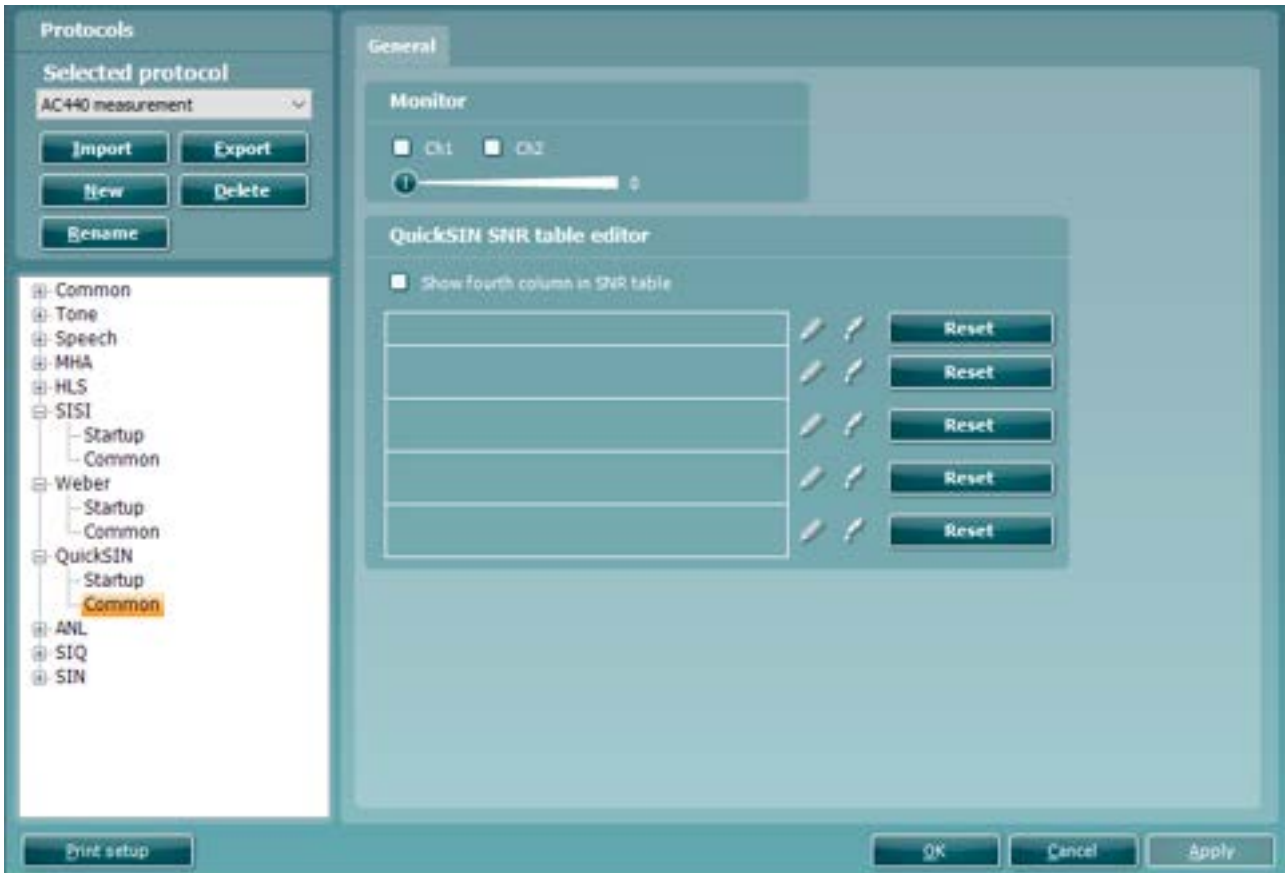 Protocols
Selected protocol
AC440 measurement
Import
Export
New
Delete
Rename
Common
Tone
Speech
MHA
HLS
SISI
Startup
Common
Weber
Startup
Common
QuickSIN
Startup
Common
ANL
SIQ
SIN
Print setup
General
Monitor
Ch1
Ch2
0
QuickSIN SNR table editor
Show fourth column in SNR table
Reset
Reset
Reset
Reset
Reset
OK
Cancel
Apply